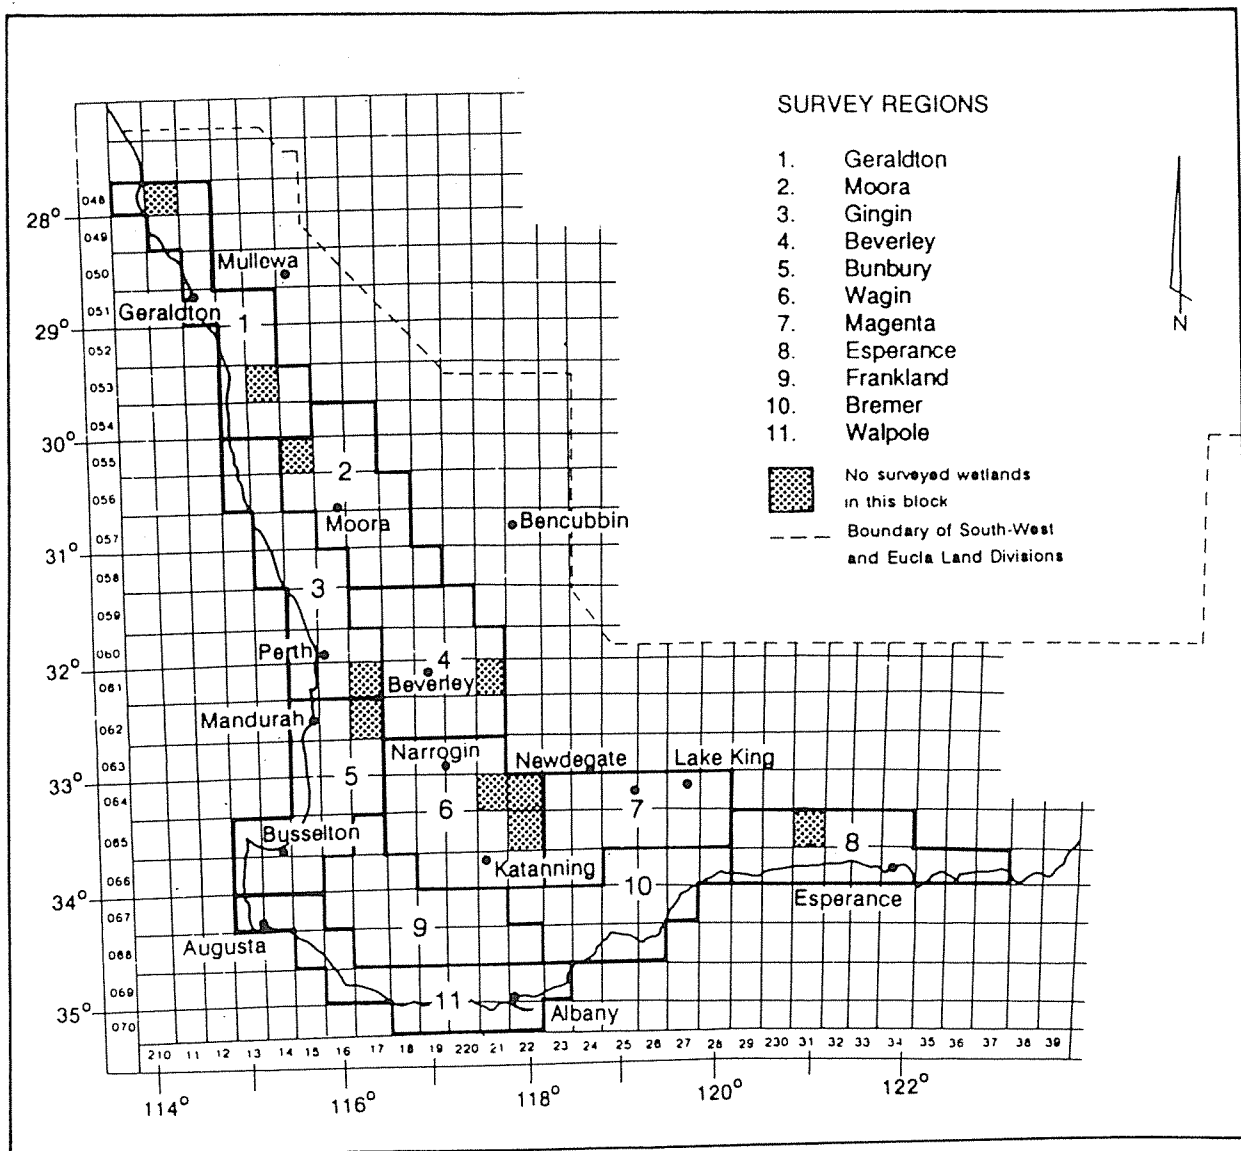 SURVEY REGIONS
1. Geraldton
2. Moora
3. Gingin
4. Beverley
5. Bunbury
6. Wagin
7. Magenta
8. Esperance
9. Frankland
10. Bremer
11. Walpole
No surveyed wetlands
in this block
Boundary of South-West
and Eucla Land Divisions
N
048
28°
049
Mullewa
050
Geraldton
051
1
29°
052
053
054
30°
055
2
056
Moora
Bencubbin
057
31°
058
3
059
Perth
060
4
32°
Beverley
061
Mandurah
062
Narrogin
Newdegate
Lake King
063
5
33°
064
6
7
Busselton
065
8
Katanning
066
10
Esperance
34°
067
9
Augusta
068
069
11
Albany
35°
070
210 11 12 13 14 15 16 17 18 19 220 21 22 23 24 25 26 27 28 29 230 31 32 33 34 35 36 37 38 39
114° 116° 118° 120° 122°